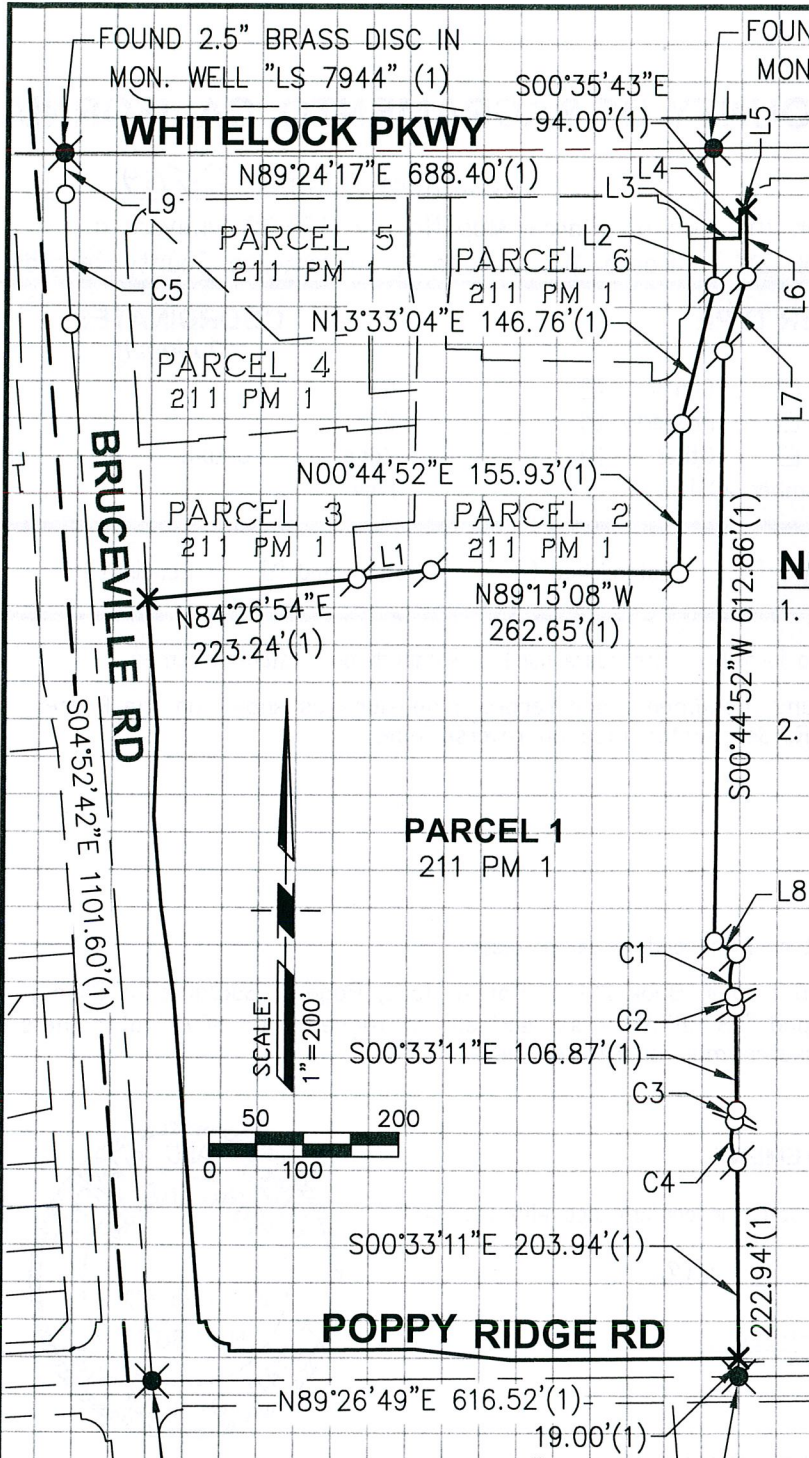 FOUND 2.5" BRASS DISC IN
MON. WELL "LS 7944" (1)
FOUN
MON
S00°35'43"E
94.00'(1)
WHITELOCK PKWY
N89°24'17"E 688.40'(1)
L5
L4
L3
L9
L2
L6
PARCEL 5
211 PM 1
PARCEL 6
211 PM 1
C5
N13°33'04"E 146.76'(1)
L7
PARCEL 4
211 PM 1
BRUCEVILLE RD
N00°44'52"E 155.93'(1)
PARCEL 3
211 PM 1
PARCEL 2
211 PM 1
L1
N84°26'54"E
223.24'(1)
N89°15'08"W
262.65'(1)
S00°44'52"W 612.86'(1)
N
1.
2.
S04°52'42"E 1101.60'(1)
PARCEL 1
211 PM 1
L8
C1
C2
SCALE:
1"=200'
S00°33'11"E 106.87'(1)
C3
50 200
0 100
C4
S00°33'11"E 203.94'(1)
222.94'(1)
POPPY RIDGE RD
N89°26'49"E 616.52'(1)
19.00'(1)